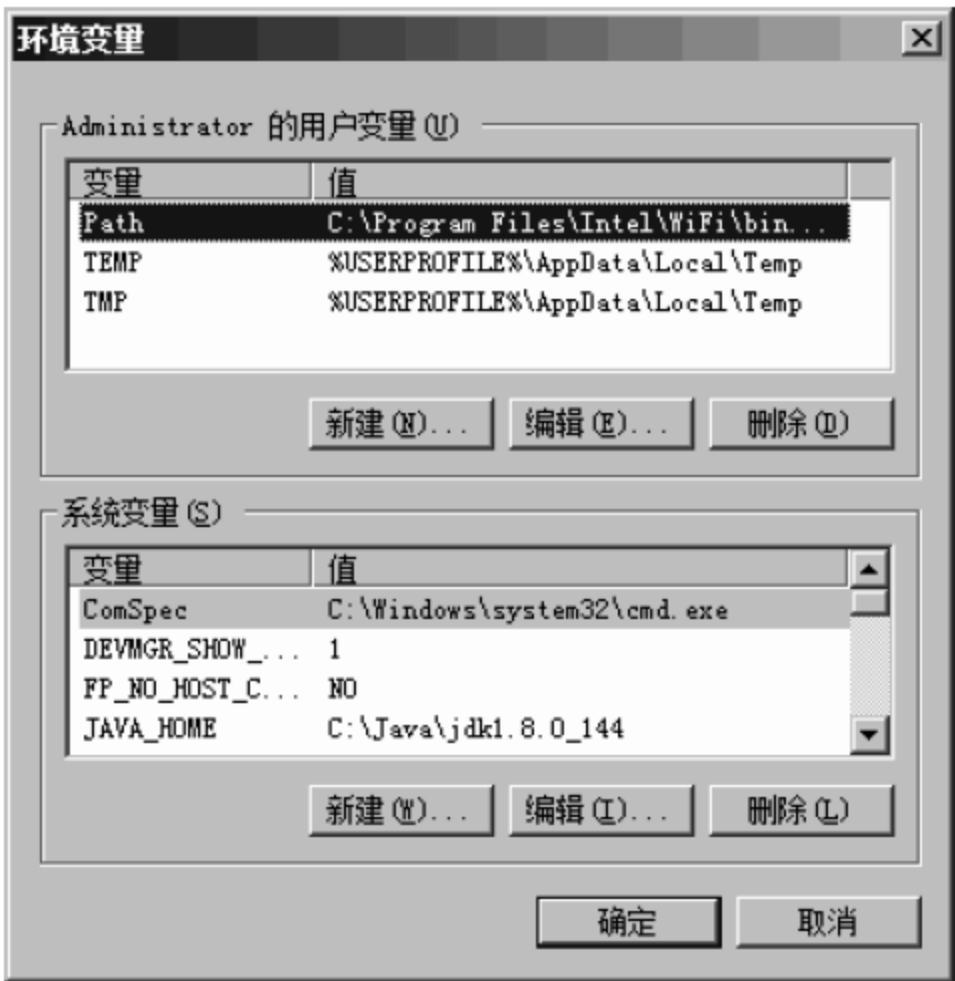 环境变量
Administrator 的用户变量(U)
变量 值
Path C:\Program Files\Intel\WiFi\bin...
TEMP %USERPROFILE%\AppData\Local\Temp
TMP %USERPROFILE%\AppData\Local\Temp
新建(N)... 编辑(E)... 删除(D)
系统变量(S)
变量 值
ComSpec C:\Windows\system32\cmd.exe
DEVMGR_SHOW_... 1
FP_NO_HOST_C... NO
JAVA_HOME C:\Java\jdk1.8.0_144
新建(W)... 编辑(I)... 删除(L)
确定 取消